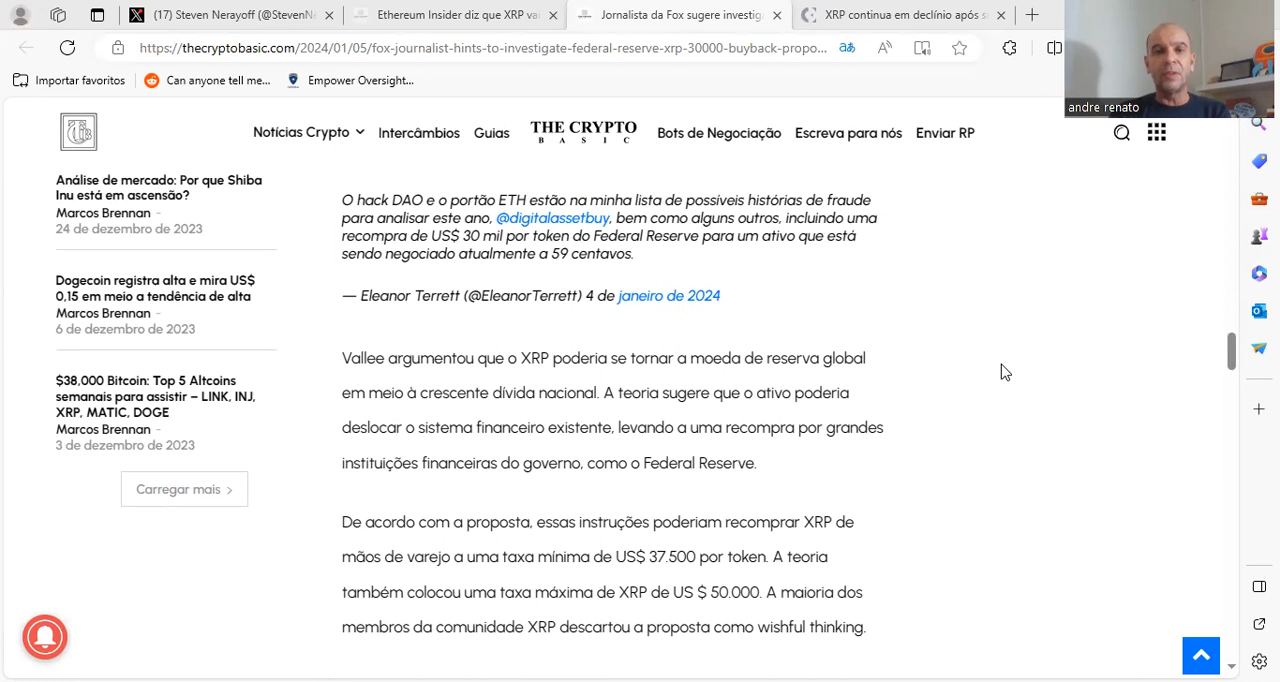 (17) Steven Nerayoff (@StevenNe
Ethereum Insider diz que XRP va
Jornalista da Fox sugere investiga
XRP continua em declínio após s
https://thecryptobasic.com/2024/01/05/fox-journalist-hints-to-investigate-federal-reserve-xrp-30000-buyback-propo...
Importar favoritos
Can anyone tell me...
Empower Oversight...
andre renato
Notícias Crypto
Intercâmbios
Guias
THE CRYPTO
BASIC
Bots de Negociação
Escreva para nós
Enviar RP
Análise de mercado: Por que Shiba
Inu está em ascensão?
Marcos Brennan -
24 de dezembro de 2023
Dogecoin registra alta e mira US$
0,15 em meio a tendência de alta
Marcos Brennan -
6 de dezembro de 2023
$38,000 Bitcoin: Top 5 Altcoins
semanais para assistir – LINK, INJ,
XRP, MATIC, DOGE
Marcos Brennan -
3 de dezembro de 2023
Carregar mais
O hack DAO e o portão ETH estão na minha lista de possíveis histórias de fraude
para analisar este ano, @digitalassetbuy, bem como alguns outros, incluindo uma
recompra de US$ 30 mil por token do Federal Reserve para um ativo que está
sendo negociado atualmente a 59 centavos.
— Eleanor Terrett (@EleanorTerrett) 4 de janeiro de 2024
Vallee argumentou que o XRP poderia se tornar a moeda de reserva global
em meio à crescente dívida nacional. A teoria sugere que o ativo poderia
deslocar o sistema financeiro existente, levando a uma recompra por grandes
instituições financeiras do governo, como o Federal Reserve.
De acordo com a proposta, essas instruções poderiam recomprar XRP de
mãos de varejo a uma taxa mínima de US$ 37.500 por token. A teoria
também colocou uma taxa máxima de XRP de US $ 50.000. A maioria dos
membros da comunidade XRP descartou a proposta como wishful thinking.